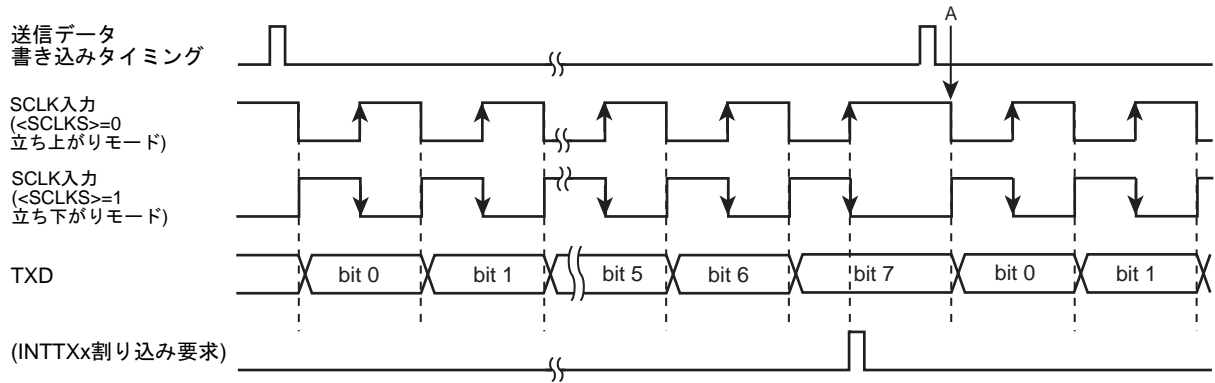 送信データ
書き込みタイミング
A
SCLK入力
(<SCLKS>=0
立ち上がりモード)
SCLK入力
(<SCLKS>=1
立ち下がりモード)
TXD
bit 0
bit 1
bit 5
bit 6
bit 7
bit 0
bit 1
(INTTXx割り込み要求)